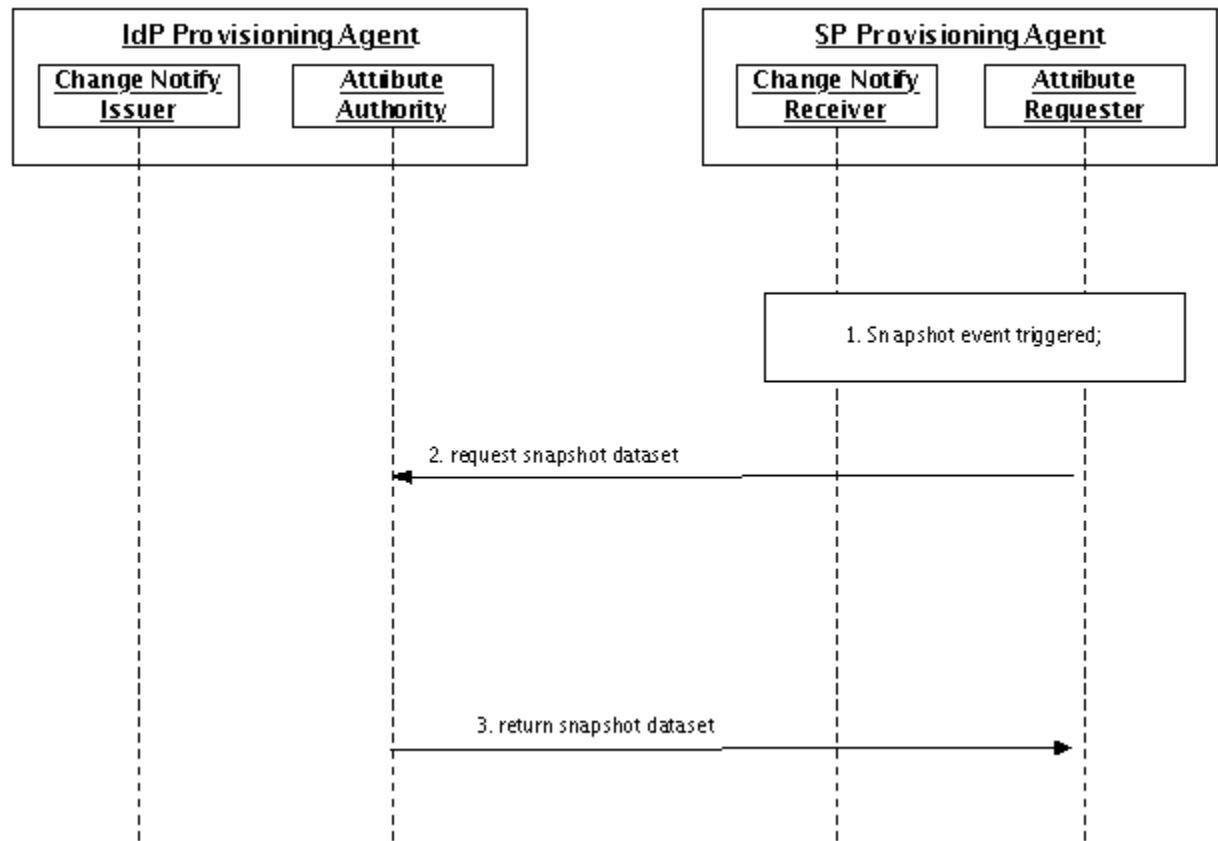 IdP Provisioning Agent
SP Provisioning Agent
Change Notify
Issuer
Attribute
Authority
Change Notify
Receiver
Attribute
Requester
1. Snapshot event triggered;
2. request snapshot dataset
3. return snapshot dataset